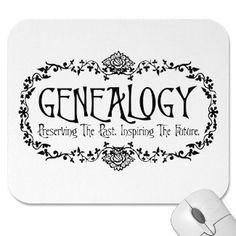 GENEALOGY
Preserving The Past. Inspiring The Future.